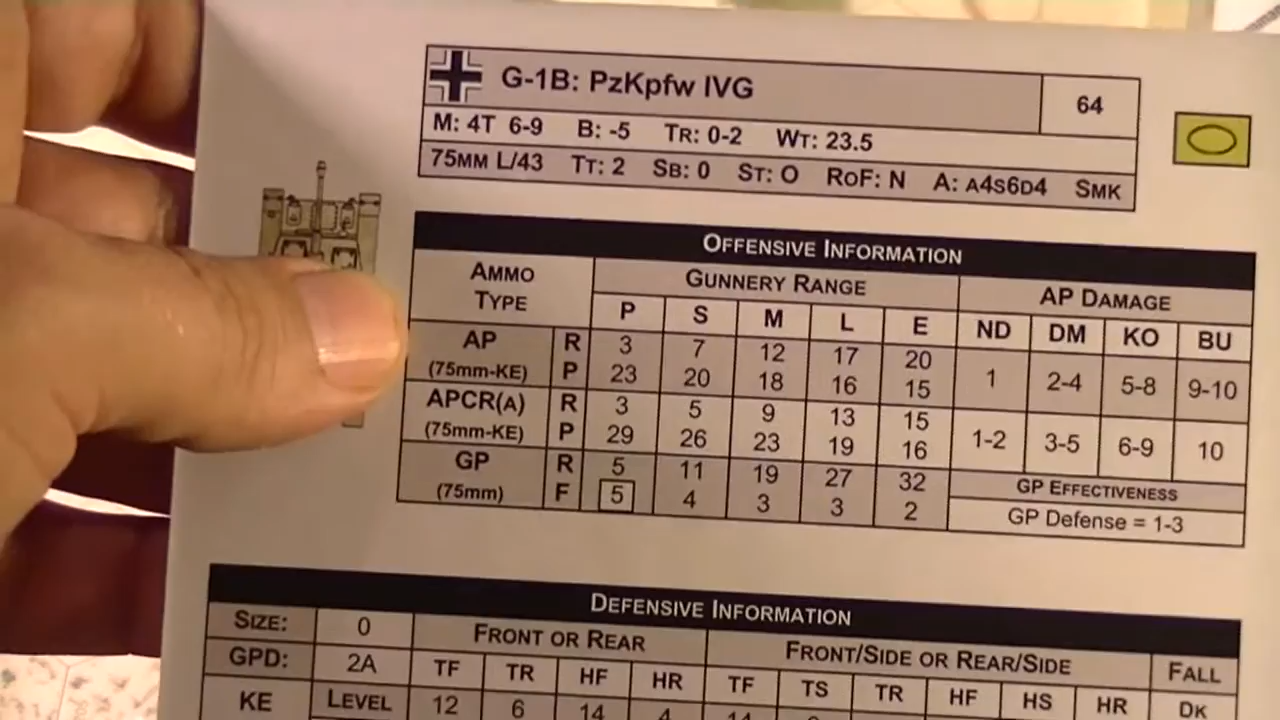 G-1B: PzKpfw IVG 64
M: 4T 6-9 B: -5 TR: 0-2 WT: 23.5
75MM L/43 TT: 2 SB: 0 ST: O ROF: N A: A4S6D4 SMK
OFFENSIVE INFORMATION
AMMO TYPE GUNNERY RANGE AP DAMAGE
P S M L E ND DM KO BU
AP R 3 7 12 17 20
(75mm-KE) P 23 20 18 16 15 1 2-4 5-8 9-10
APCR(A) R 3 5 9 13 15
(75mm-KE) P 29 26 23 19 16 1-2 3-5 6-9 10
GP R 5 11 19 27 32 GP EFFECTIVENESS
(75mm) F 5 4 3 3 2 GP Defense = 1-3
DEFENSIVE INFORMATION
SIZE: 0 FRONT OR REAR FRONT/SIDE OR REAR/SIDE FALL
GPD: 2A TF TR HF HR TF TS TR HF HS HR DK
KE LEVEL 12 6 14 4